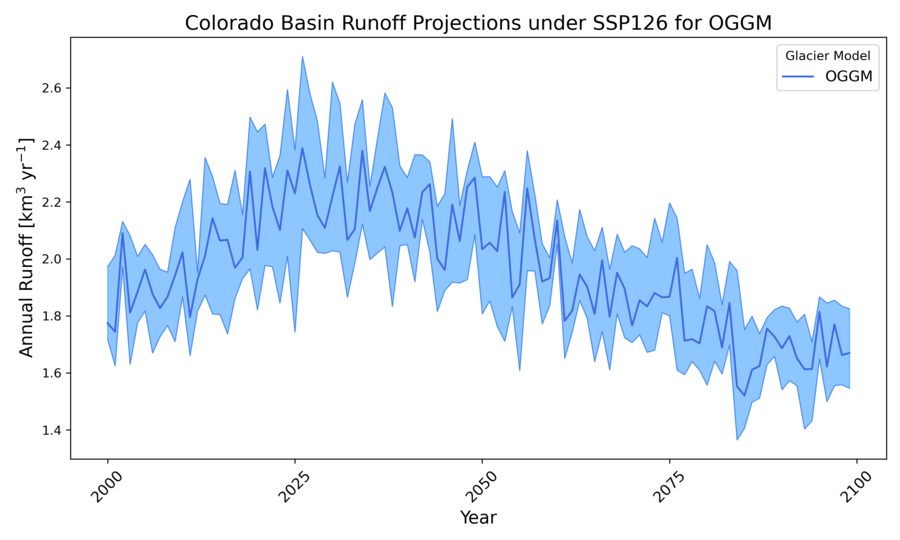 Colorado Basin Runoff Projections under SSP126 for OGGM
Glacier Model
OGGM
2.6
2.4
2.2
2.0
1.8
1.6
1.4
Annual Runoff [km³ yr⁻¹]
2000
2025
2050
2075
2100
Year